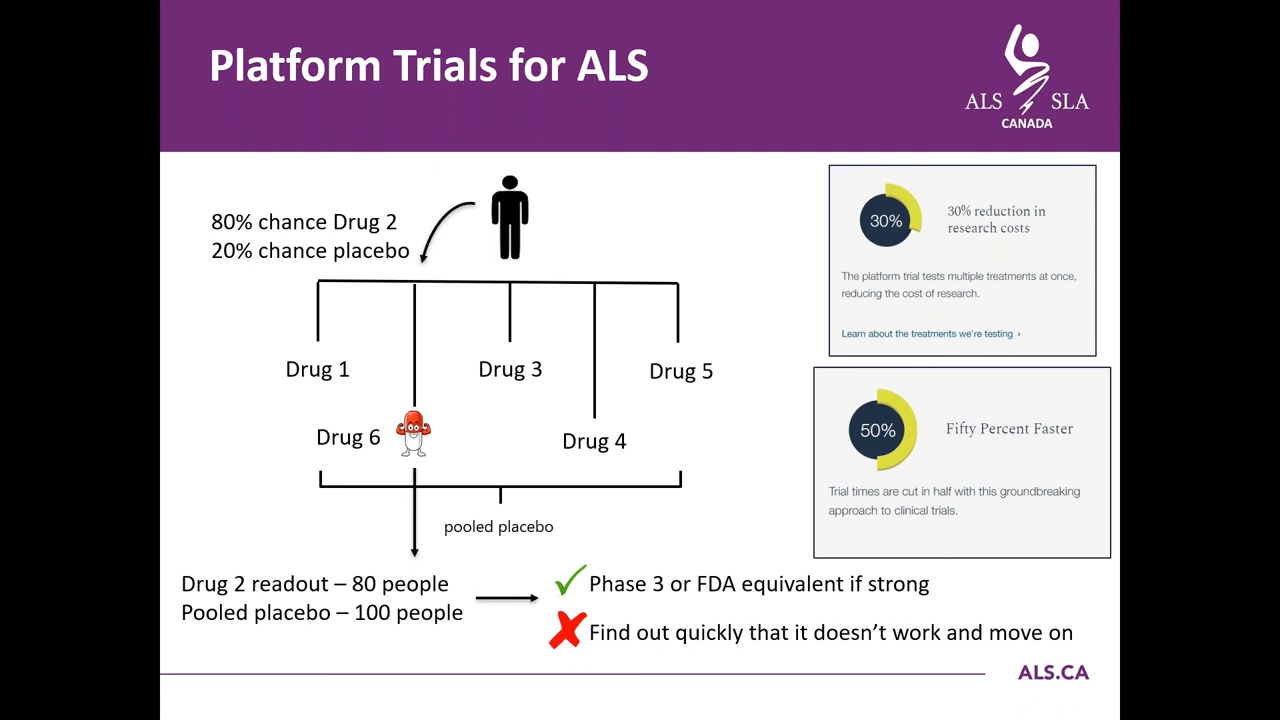 Platform Trials for ALS
ALS SLA
CANADA
80% chance Drug 2
20% chance placebo
Drug 1
Drug 3
Drug 5
Drug 6
Drug 4
pooled placebo
Drug 2 readout – 80 people
Pooled placebo – 100 people
Phase 3 or FDA equivalent if strong
Find out quickly that it doesn’t work and move on
30%
30% reduction in
research costs
The platform trial tests multiple treatments at once,
reducing the cost of research.
Learn about the treatments we're testing ›
50%
Fifty Percent Faster
Trial times are cut in half with this groundbreaking
approach to clinical trials.
ALS.CA